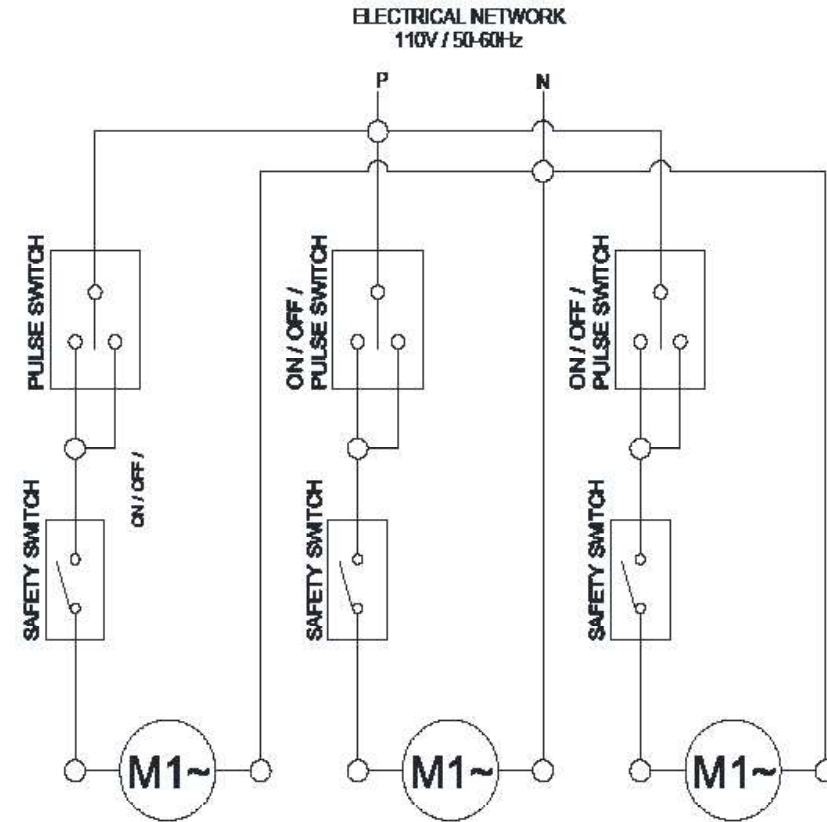 ELECTRICAL NETWORK
110V / 50-60Hz
P
N
PULSE SWITCH
ON / OFF /
PULSE SWITCH
ON / OFF /
PULSE SWITCH
ON / OFF /
SAFETY SWITCH
SAFETY SWITCH
SAFETY SWITCH
M1~
M1~
M1~